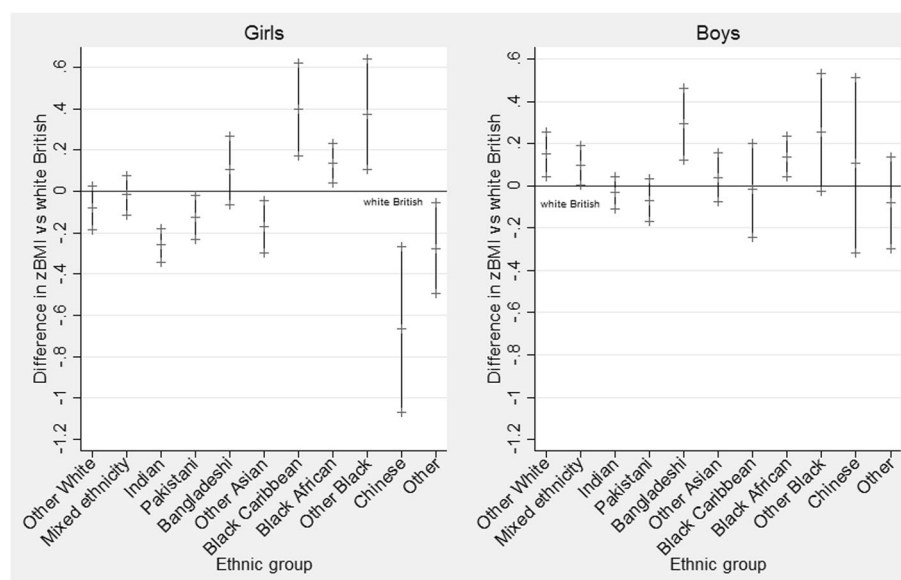 Girls
Difference in zBMI vs white British
.6
.4
.2
0
-.2
-.4
-.6
-.8
-1
-1.2
white British
Other White
Mixed ethnicity
Indian
Pakistani
Bangladeshi
Other Asian
Black Caribbean
Black African
Other Black
Chinese
Other
Ethnic group
Boys
Difference in zBMI vs white British
.6
.4
.2
0
-.2
-.4
-.6
-.8
-1
-1.2
white British
Other White
Mixed ethnicity
Indian
Pakistani
Bangladeshi
Other Asian
Black Caribbean
Black African
Other Black
Chinese
Other
Ethnic group